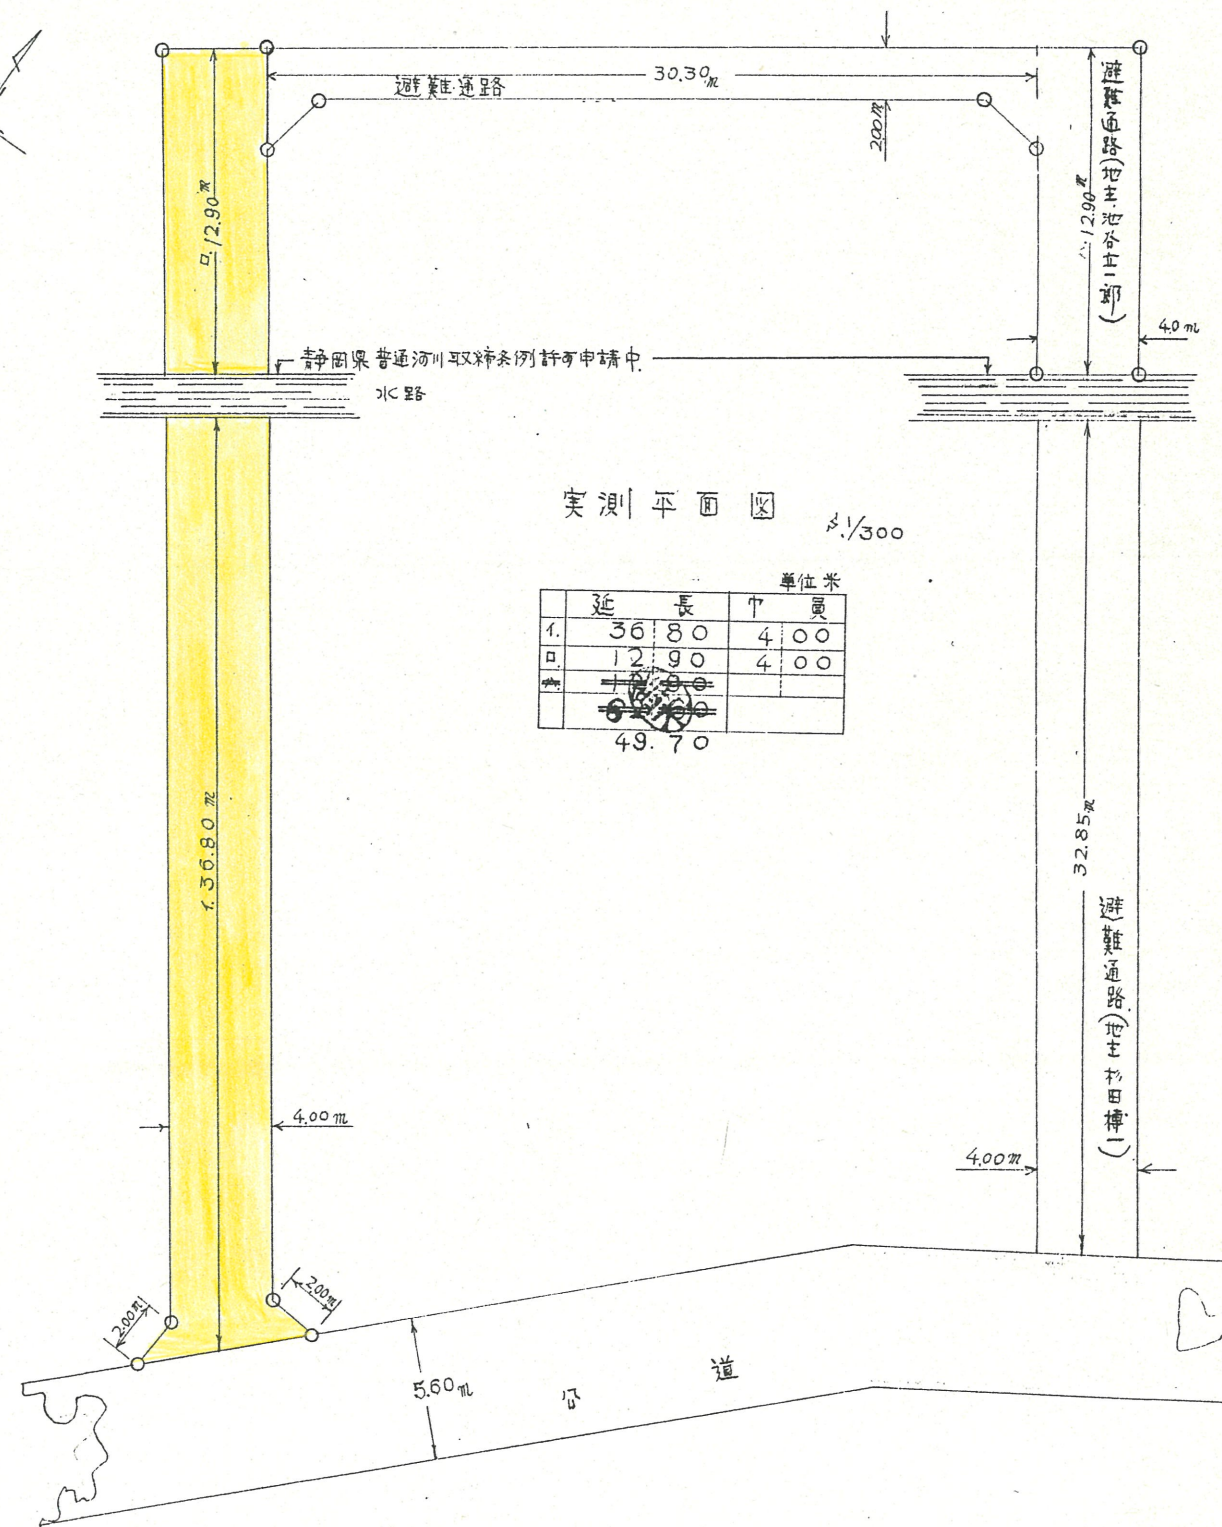 30.30m
避難通路
2.00m
避難通路(地主.池谷廿一郎)
ロ.12.90m
ハ.12.90m
4.0m
静岡県普通河川取締条例許可申請中.
水路
実測平面図 S.1/300
単位米
延長 巾員
イ. 36 80 4 00
ロ. 12 90 4 00
49.70
イ.36.80m
32.85m
避難通路.(地主 杉田
4.00m
4.00m
2.00m
2.00m
5.60m
公道